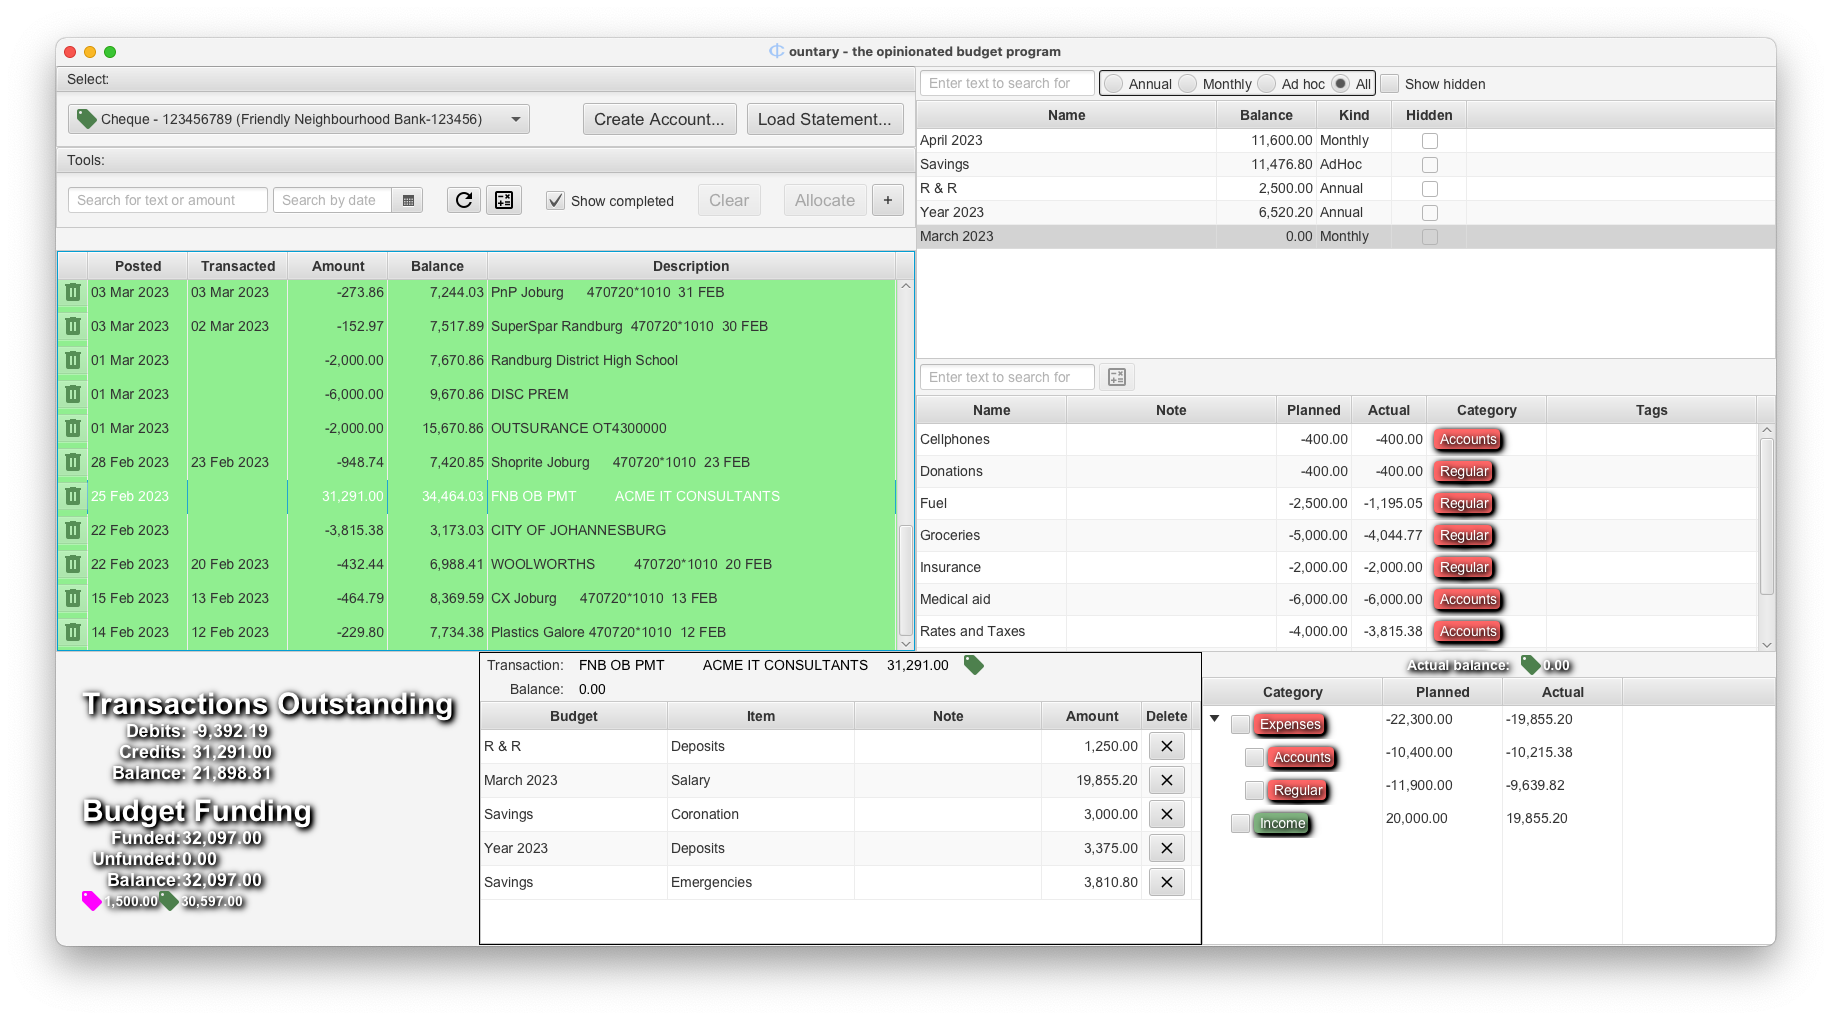 ountary - the opinionated budget program
Select:
Cheque - 123456789 (Friendly Neighbourhood Bank-123456)
Create Account...
Load Statement...
Tools:
Search for text or amount
Search by date
Show completed
Clear
Allocate
+
Posted Transacted Amount Balance Description
03 Mar 2023 03 Mar 2023 -273.86 7,244.03 PnP Joburg 470720*1010 31 FEB
03 Mar 2023 02 Mar 2023 -152.97 7,517.89 SuperSpar Randburg 470720*1010 30 FEB
01 Mar 2023 -2,000.00 7,670.86 Randburg District High School
01 Mar 2023 -6,000.00 9,670.86 DISC PREM
01 Mar 2023 -2,000.00 15,670.86 OUTSURANCE OT4300000
28 Feb 2023 23 Feb 2023 -948.74 7,420.85 Shoprite Joburg 470720*1010 23 FEB
25 Feb 2023 31,291.00 34,464.03 FNB OB PMT ACME IT CONSULTANTS
22 Feb 2023 -3,815.38 3,173.03 CITY OF JOHANNESBURG
22 Feb 2023 20 Feb 2023 -432.44 6,988.41 WOOLWORTHS 470720*1010 20 FEB
15 Feb 2023 13 Feb 2023 -464.79 8,369.59 CX Joburg 470720*1010 13 FEB
14 Feb 2023 12 Feb 2023 -229.80 7,734.38 Plastics Galore 470720*1010 12 FEB
Enter text to search for
Annual Monthly Ad hoc All
Show hidden
Name Balance Kind Hidden
April 2023 11,600.00 Monthly
Savings 11,476.80 AdHoc
R & R 2,500.00 Annual
Year 2023 6,520.20 Annual
March 2023 0.00 Monthly
Enter text to search for
Name Note Planned Actual Category Tags
Cellphones -400.00 -400.00 Accounts
Donations -400.00 -400.00 Regular
Fuel -2,500.00 -1,195.05 Regular
Groceries -5,000.00 -4,044.77 Regular
Insurance -2,000.00 -2,000.00 Regular
Medical aid -6,000.00 -6,000.00 Accounts
Rates and Taxes -4,000.00 -3,815.38 Accounts
Transactions Outstanding
Debits: -9,392.19
Credits: 31,291.00
Balance: 21,898.81
Budget Funding
Funded:32,097.00
Unfunded:0.00
Balance:32,097.00
1,500.00 30,597.00
Transaction: FNB OB PMT ACME IT CONSULTANTS 31,291.00
Balance: 0.00
Budget Item Note Amount Delete
R & R Deposits 1,250.00
March 2023 Salary 19,855.20
Savings Coronation 3,000.00
Year 2023 Deposits 3,375.00
Savings Emergencies 3,810.80
Actual balance: 0.00
Category Planned Actual
Expenses -22,300.00 -19,855.20
Accounts -10,400.00 -10,215.38
Regular -11,900.00 -9,639.82
Income 20,000.00 19,855.20